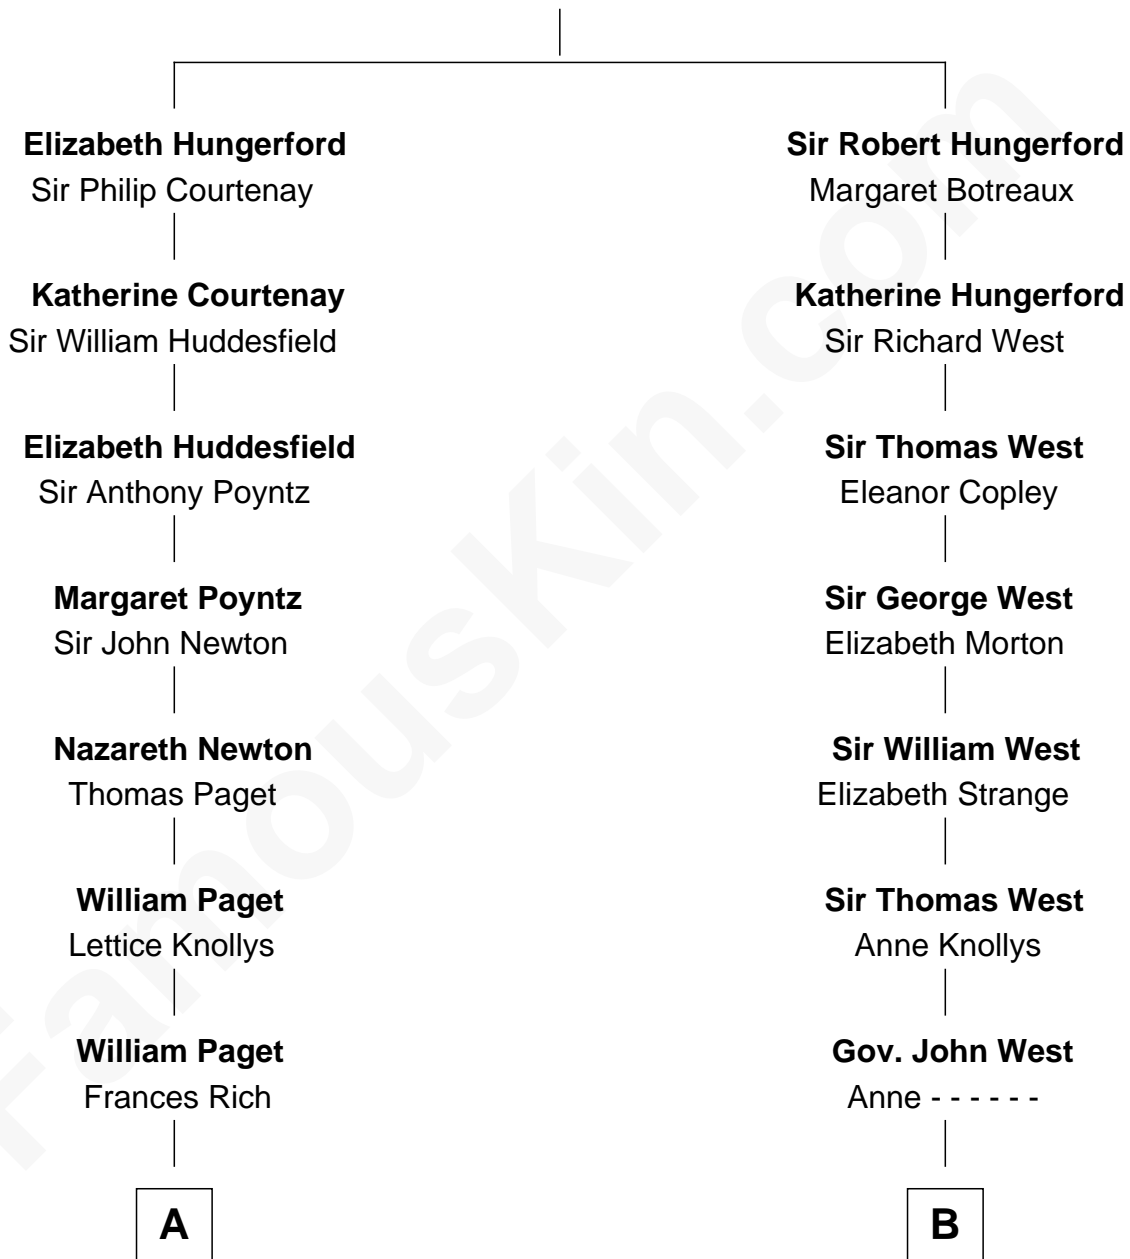 Elizabeth Hungerford
Sir Philip Courtenay
Katherine Courtenay
Sir William Huddesfield
Elizabeth Huddesfield
Sir Anthony Poyntz
Margaret Poyntz
Sir John Newton
Nazareth Newton
Thomas Paget
William Paget
Lettice Knollys
William Paget
Frances Rich
A
Sir Robert Hungerford
Margaret Botreaux
Katherine Hungerford
Sir Richard West
Sir Thomas West
Eleanor Copley
Sir George West
Elizabeth Morton
Sir William West
Elizabeth Strange
Sir Thomas West
Anne Knollys
Gov. John West
Anne - - - - - -
B
FamousKin.com